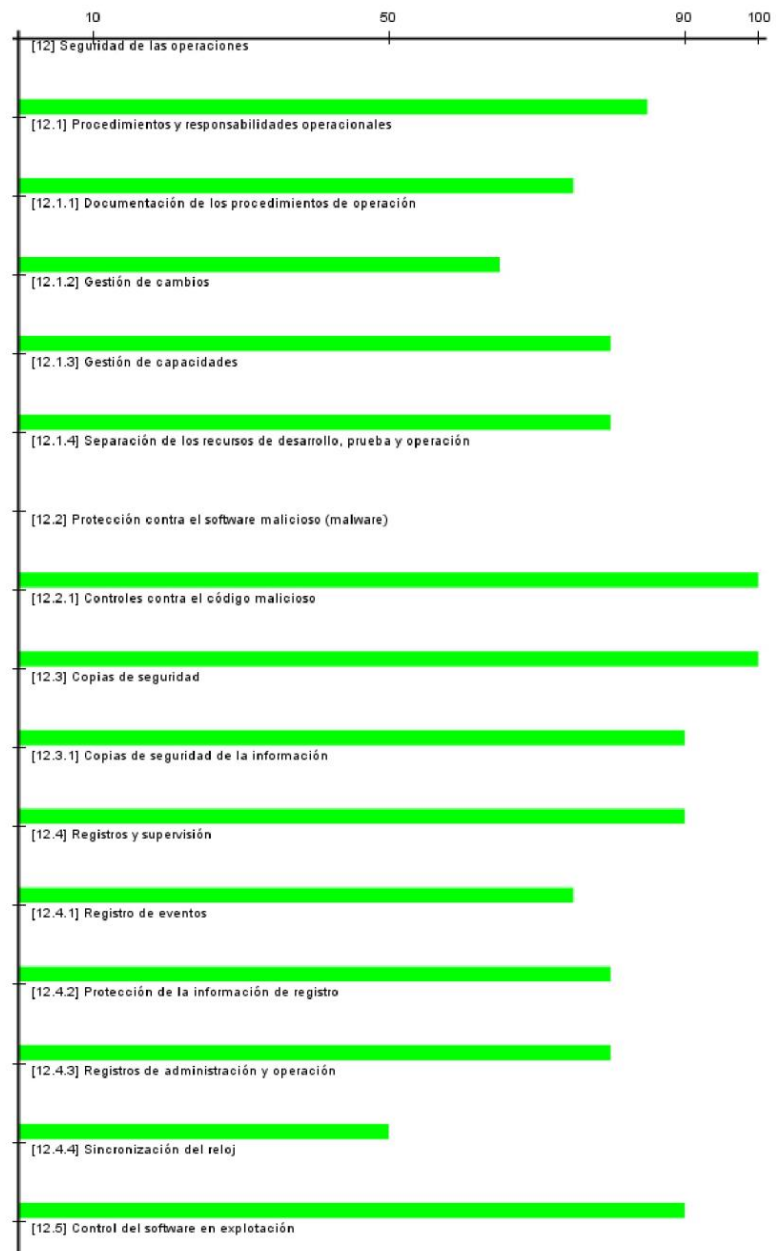 10 50 90 100
[12] Seguridad de las operaciones
[12.1] Procedimientos y responsabilidades operacionales
[12.1.1] Documentación de los procedimientos de operación
[12.1.2] Gestión de cambios
[12.1.3] Gestión de capacidades
[12.1.4] Separación de los recursos de desarrollo, prueba y operación
[12.2] Protección contra el software malicioso (malware)
[12.2.1] Controles contra el código malicioso
[12.3] Copias de seguridad
[12.3.1] Copias de seguridad de la información
[12.4] Registros y supervisión
[12.4.1] Registro de eventos
[12.4.2] Protección de la información de registro
[12.4.3] Registros de administración y operación
[12.4.4] Sincronización del reloj
[12.5] Control del software en explotación